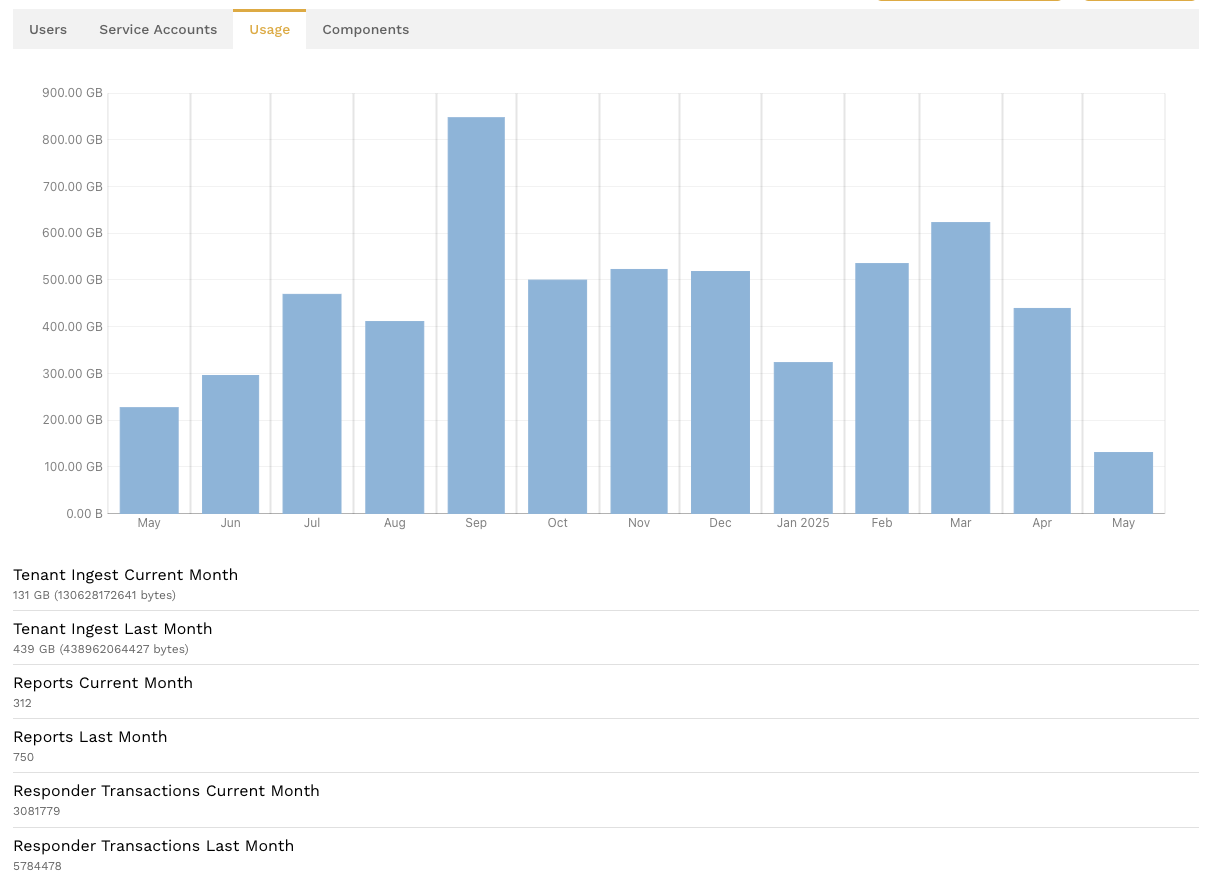 Users Service Accounts Usage Components
900.00 GB
800.00 GB
700.00 GB
600.00 GB
500.00 GB
400.00 GB
300.00 GB
200.00 GB
100.00 GB
0.00 B
May Jun Jul Aug Sep Oct Nov Dec Jan 2025 Feb Mar Apr May
Tenant Ingest Current Month
131 GB (130628172641 bytes)
Tenant Ingest Last Month
439 GB (438962064427 bytes)
Reports Current Month
312
Reports Last Month
750
Responder Transactions Current Month
3081779
Responder Transactions Last Month
5784478